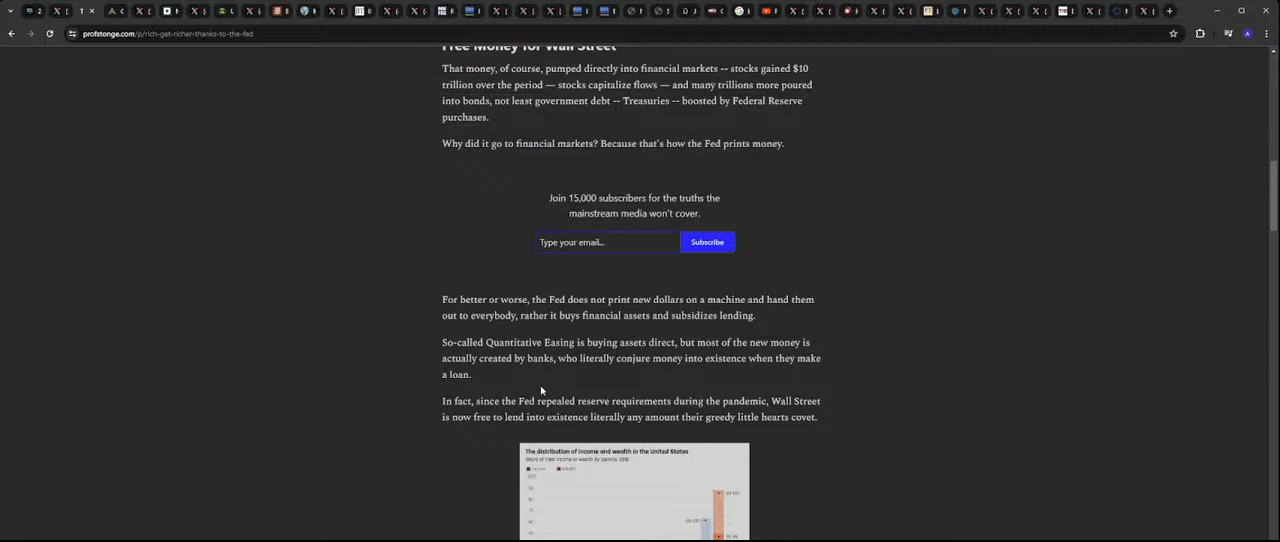 profstonge.com/p/rich-get-richer-thanks-to-the-fed
Free Money for Wall Street
That money, of course, pumped directly into financial markets -- stocks gained $10
trillion over the period — stocks capitalize flows — and many trillions more poured
into bonds, not least government debt -- Treasuries -- boosted by Federal Reserve
purchases.
Why did it go to financial markets? Because that's how the Fed prints money.
Join 15,000 subscribers for the truths the
mainstream media won't cover.
Type your email...
Subscribe
For better or worse, the Fed does not print new dollars on a machine and hand them
out to everybody, rather it buys financial assets and subsidizes lending.
So-called Quantitative Easing is buying assets direct, but most of the new money is
actually created by banks, who literally conjure money into existence when they make
a loan.
In fact, since the Fed repealed reserve requirements during the pandemic, Wall Street
is now free to lend into existence literally any amount their greedy little hearts covet.
The distribution of income and wealth in the United States